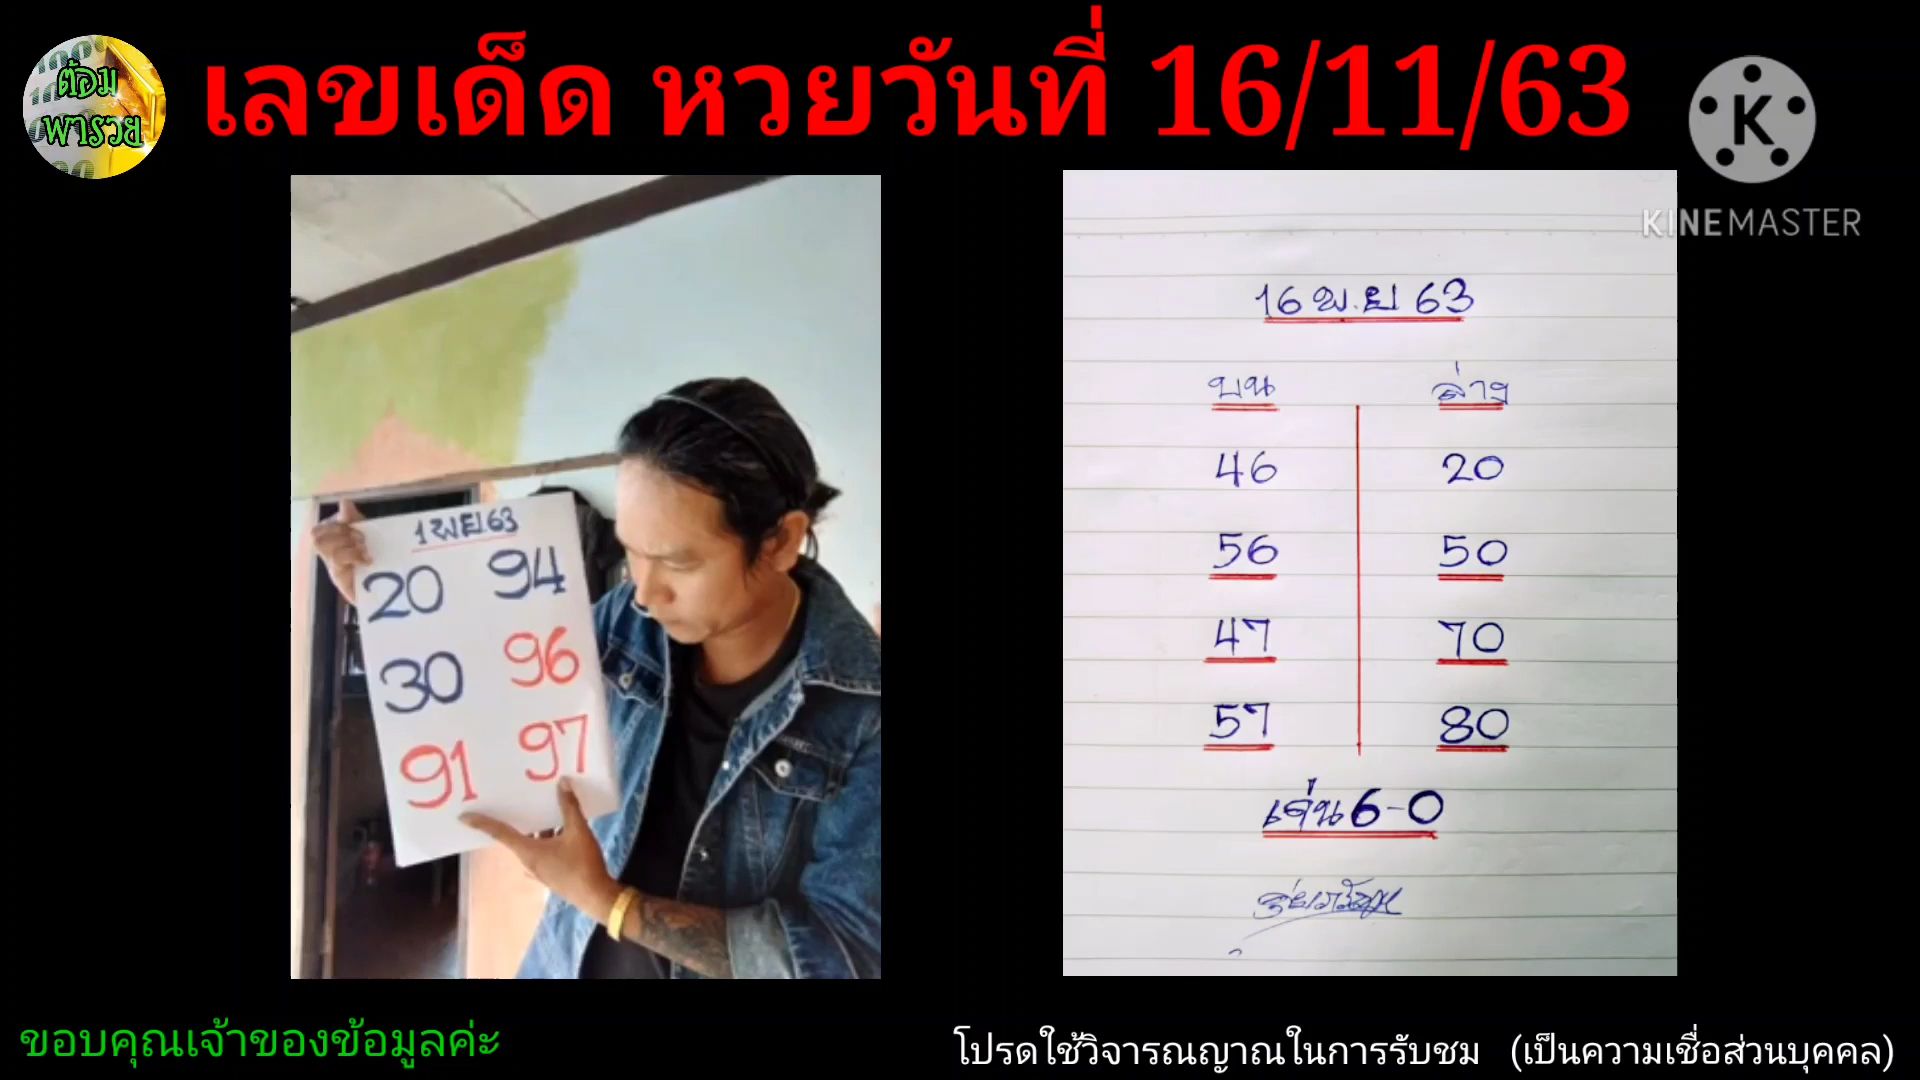 ต้อม
พารวย
เลขเด็ด หวยวันที่ 16/11/63
K
KINEMASTER
1 พย 63
20 94
30 96
91 97
16 พ.ย 63
บน ล่าง
46 20
56 50
47 70
57 80
เด่น 6-0
ขอบคุณเจ้าของข้อมูลค่ะ
โปรดใช้วิจารณญาณในการรับชม (เป็นความเชื่อส่วนบุคคล)